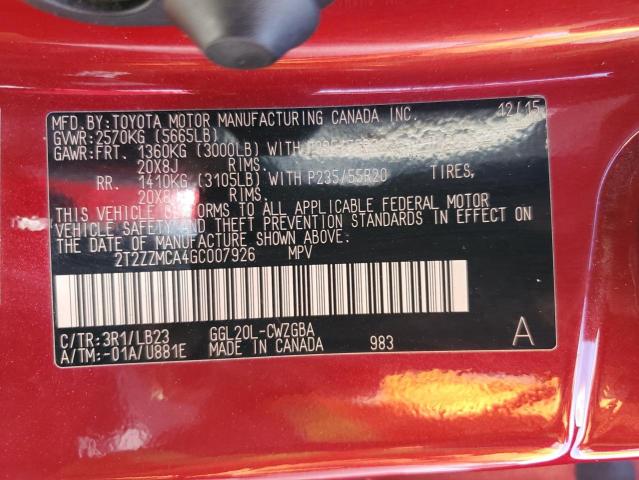 MFD. BY: TOYOTA MOTOR MANUFACTURING CANADA INC. 12/15
GVWR: 2570KG (5665LB)
GAWR: FRT. 1360KG (3000LB) WITH
20X8J RIMS.
RR. 1410KG (3105LB) WITH P235/55R20 TIRES,
20X8J RIMS.
THIS VEHICLE CONFORMS TO ALL APPLICABLE FEDERAL MOTOR
VEHICLE SAFETY AND THEFT PREVENTION STANDARDS IN EFFECT ON
THE DATE OF MANUFACTURE SHOWN ABOVE.
2T2ZZMCA4GC007926 MPV
C/TR: 3R1/LB23 GGL20L-CWZGBA
A/TM:-01A/U881E MADE IN CANADA 983 A